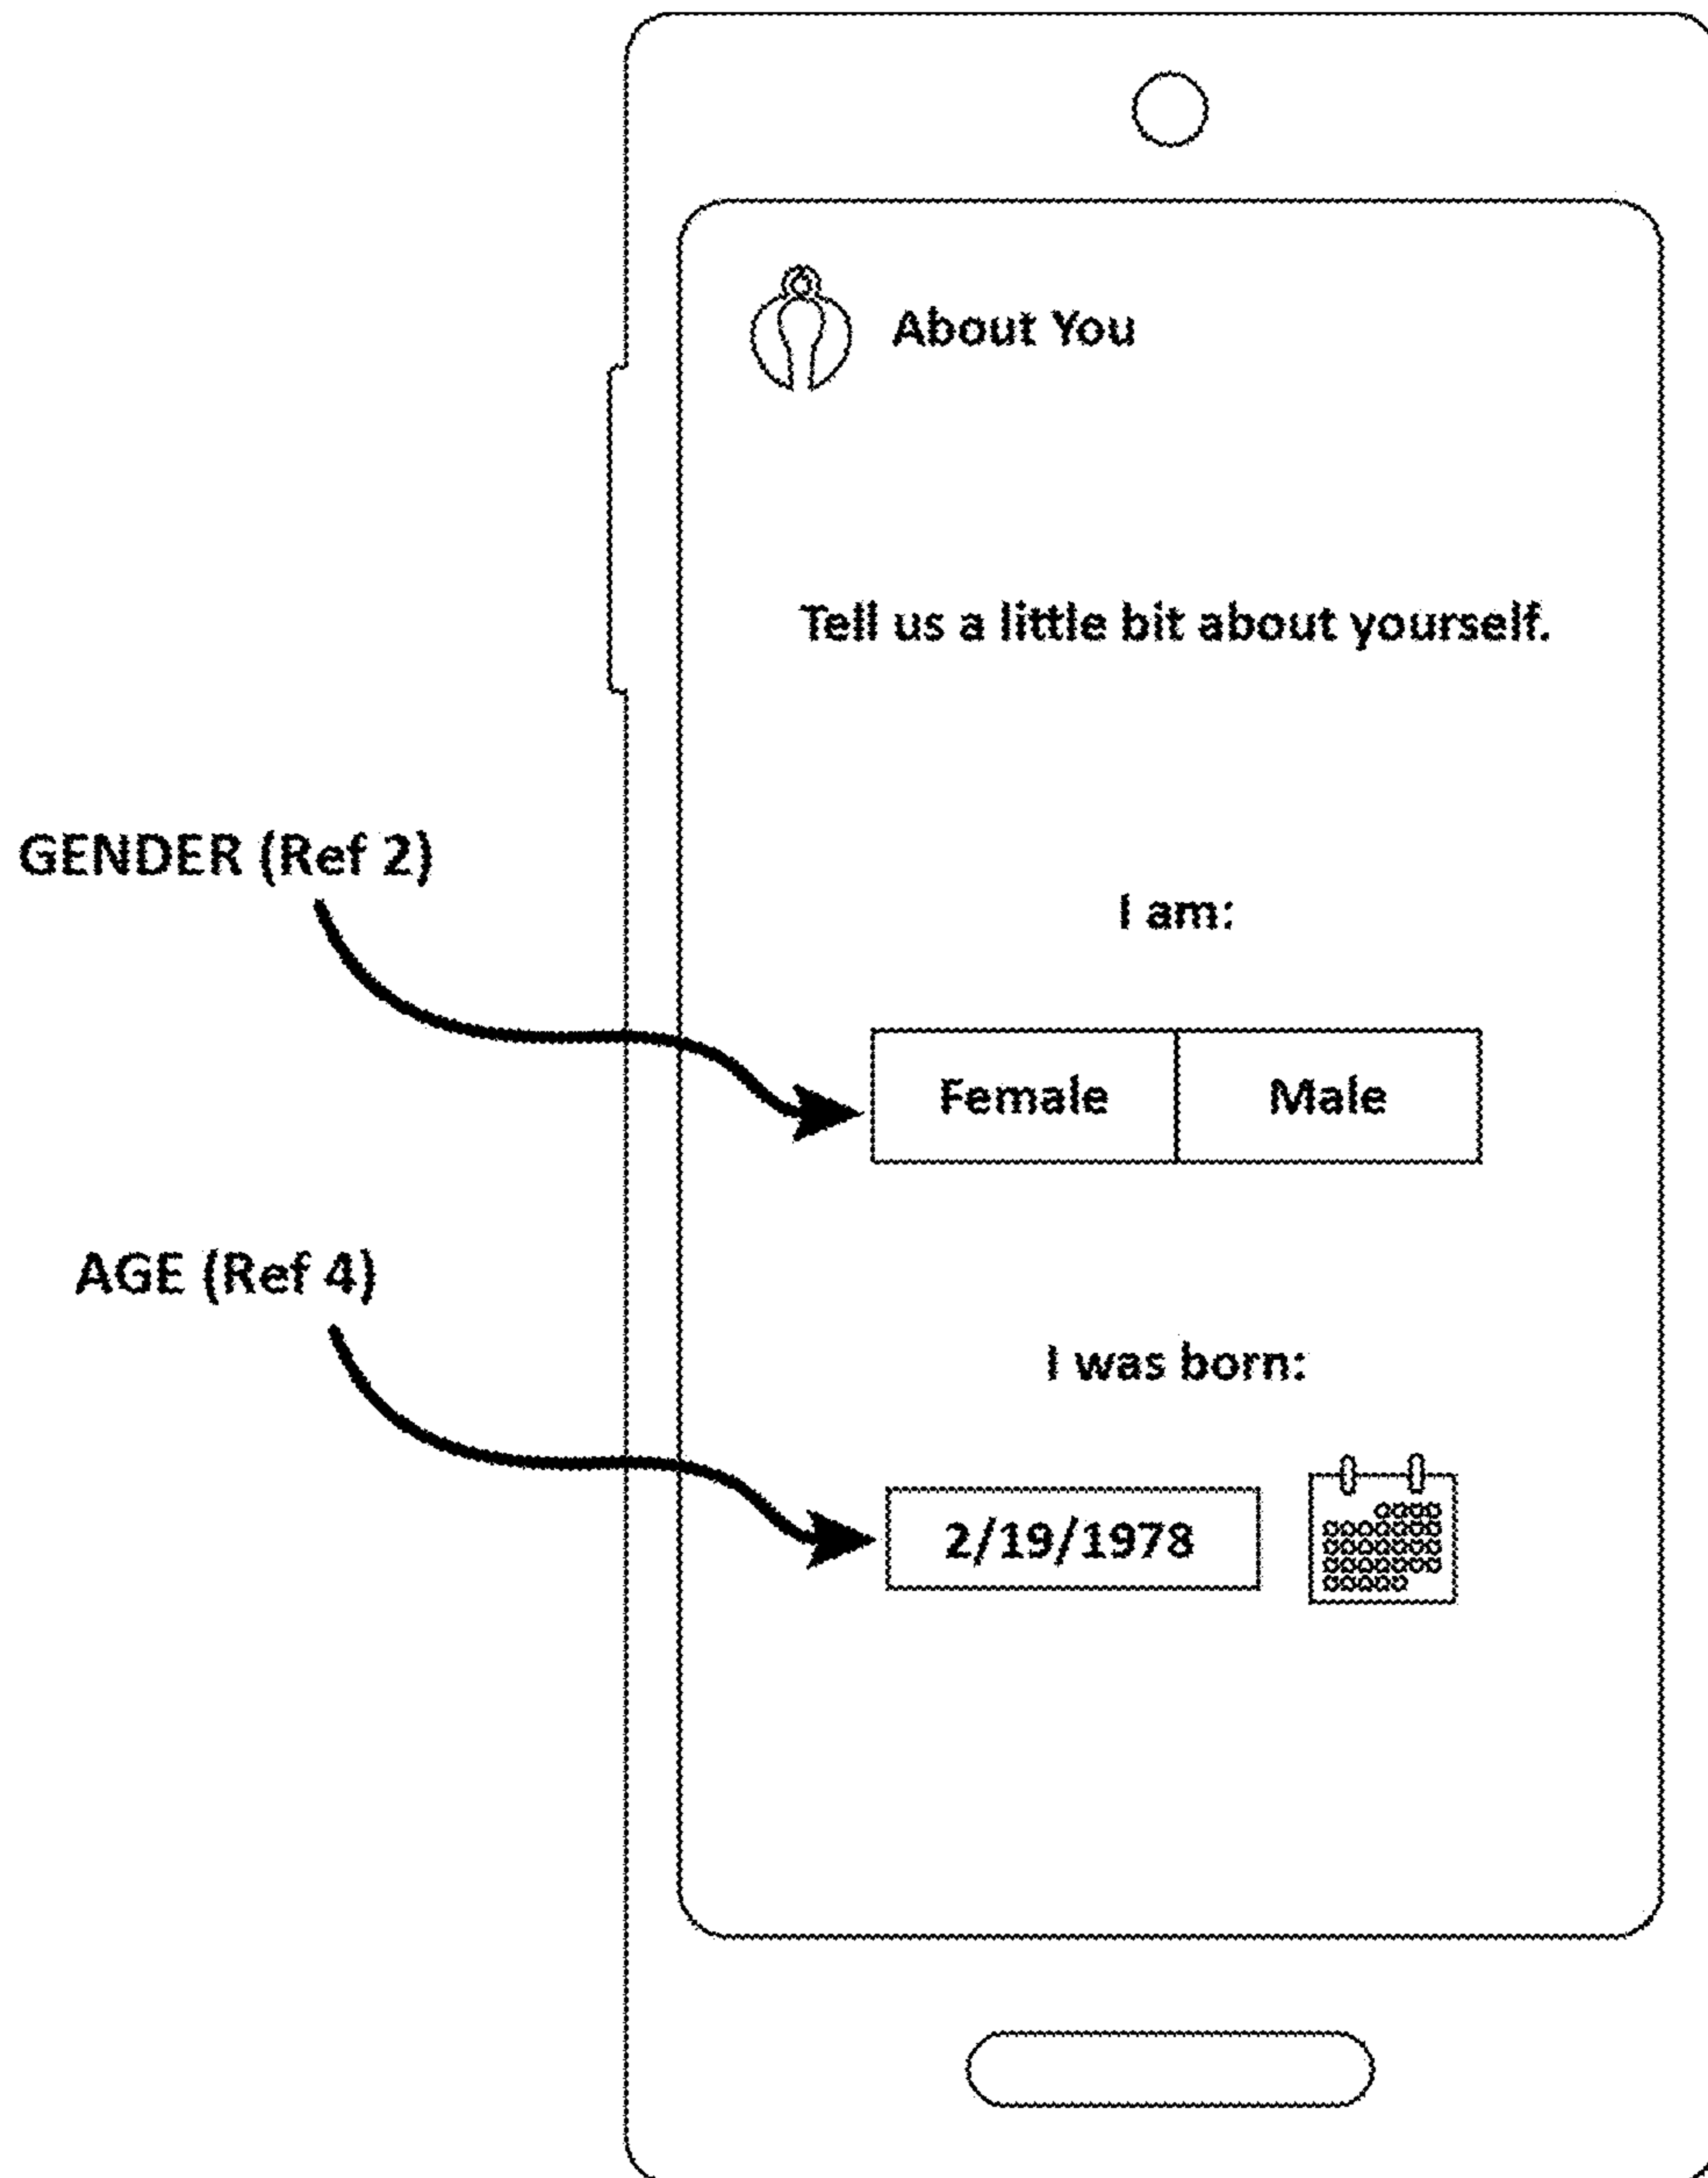 About You
Tell us a little bit about yourself.
GENDER (Ref 2)
I am:
Female Male
AGE (Ref 4)
I was born:
2/19/1978